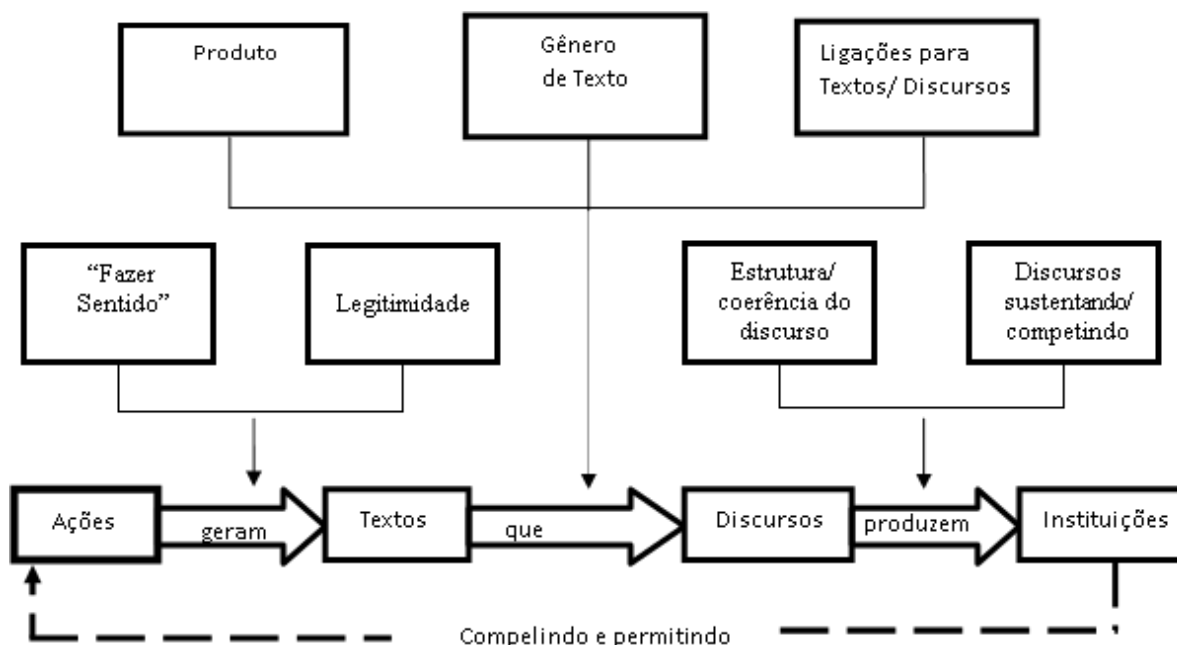 Produto
Gênero
de Texto
Ligações para
Textos/ Discursos
“Fazer
Sentido”
Legitimidade
Estrutura/
coerência do
discurso
Discursos
sustentando/
competindo
Ações
geram
Textos
que
Discursos
produzem
Instituições
Compelindo e permitindo